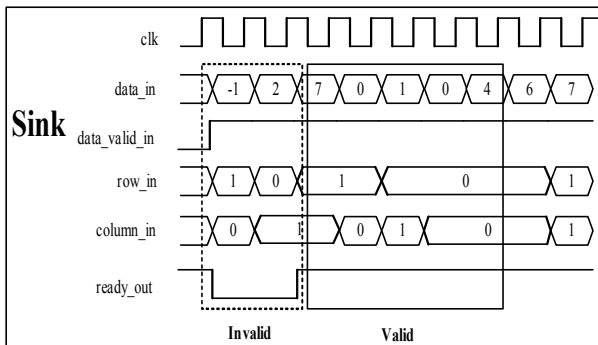 clk
data_in -1 2 7 0 1 0 4 6 7
Sink
data_valid_in
row_in 1 0 1 0 1
column_in 0 1 0 1 0 1
ready_out
Invalid Valid